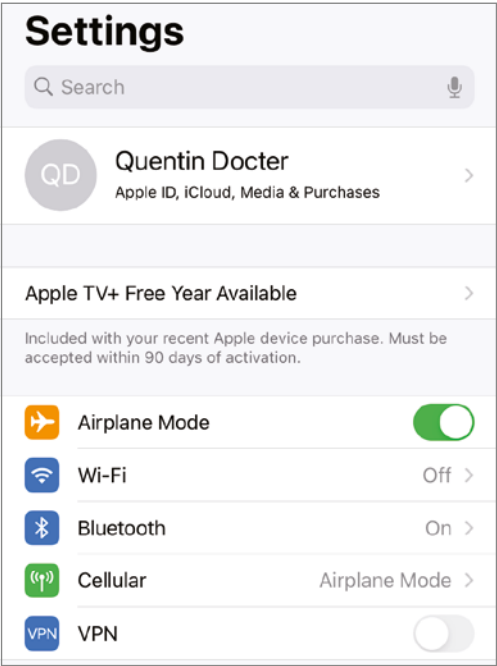 Settings
Search
QD
Quentin Docter
Apple ID, iCloud, Media & Purchases
Apple TV+ Free Year Available
Included with your recent Apple device purchase. Must be
accepted within 90 days of activation.
Airplane Mode
Wi-Fi Off
Bluetooth On
Cellular Airplane Mode
VPN VPN